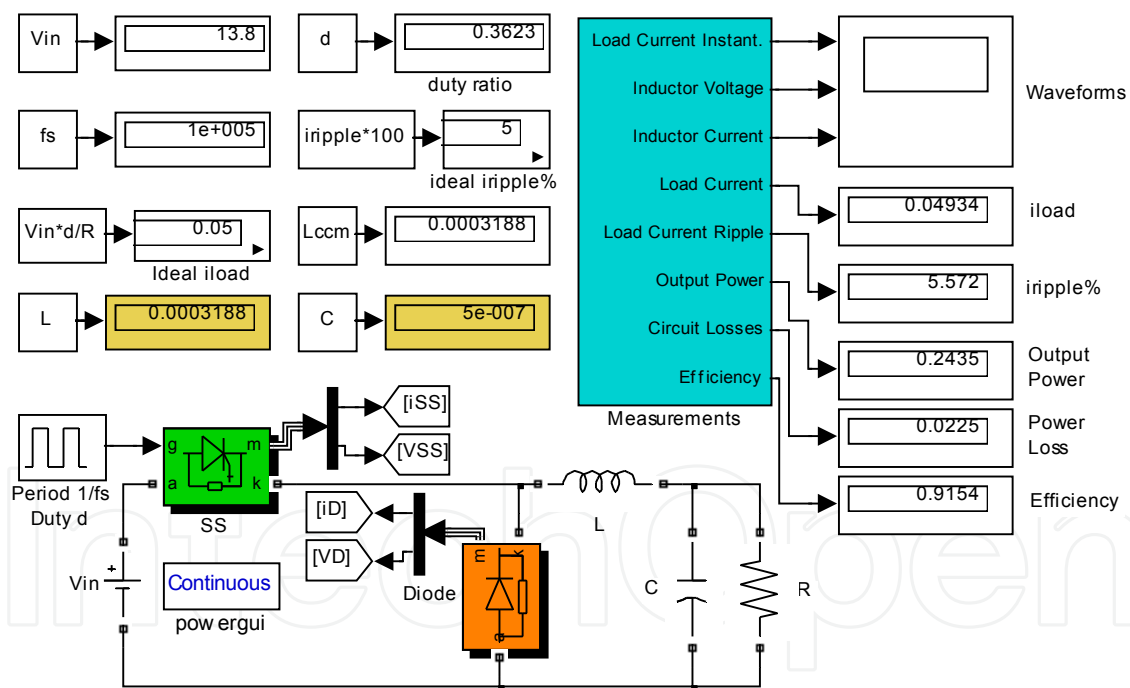 Vin 13.8 d 0.3623
duty ratio
fs 1e+005 iripple*100 5
ideal iripple%
Vin*d/R 0.05 Lccm 0.0003188
Ideal iload
L 0.0003188 C 5e-007
Load Current Instant.
Inductor Voltage
Inductor Current
Load Current
Load Current Ripple
Output Power
Circuit Losses
Efficiency
Measurements
Waveforms
0.04934 iload
5.572 iripple%
0.2435 Output
Power
0.0225 Power
Loss
0.9154 Efficiency
Period 1/fs
Duty d
g m
a k
SS
[iSS]
[VSS]
[iD]
[VD]
Diode
m k
a
L
Vin
+
Continuous
pow ergui
C
R
IntechOpen